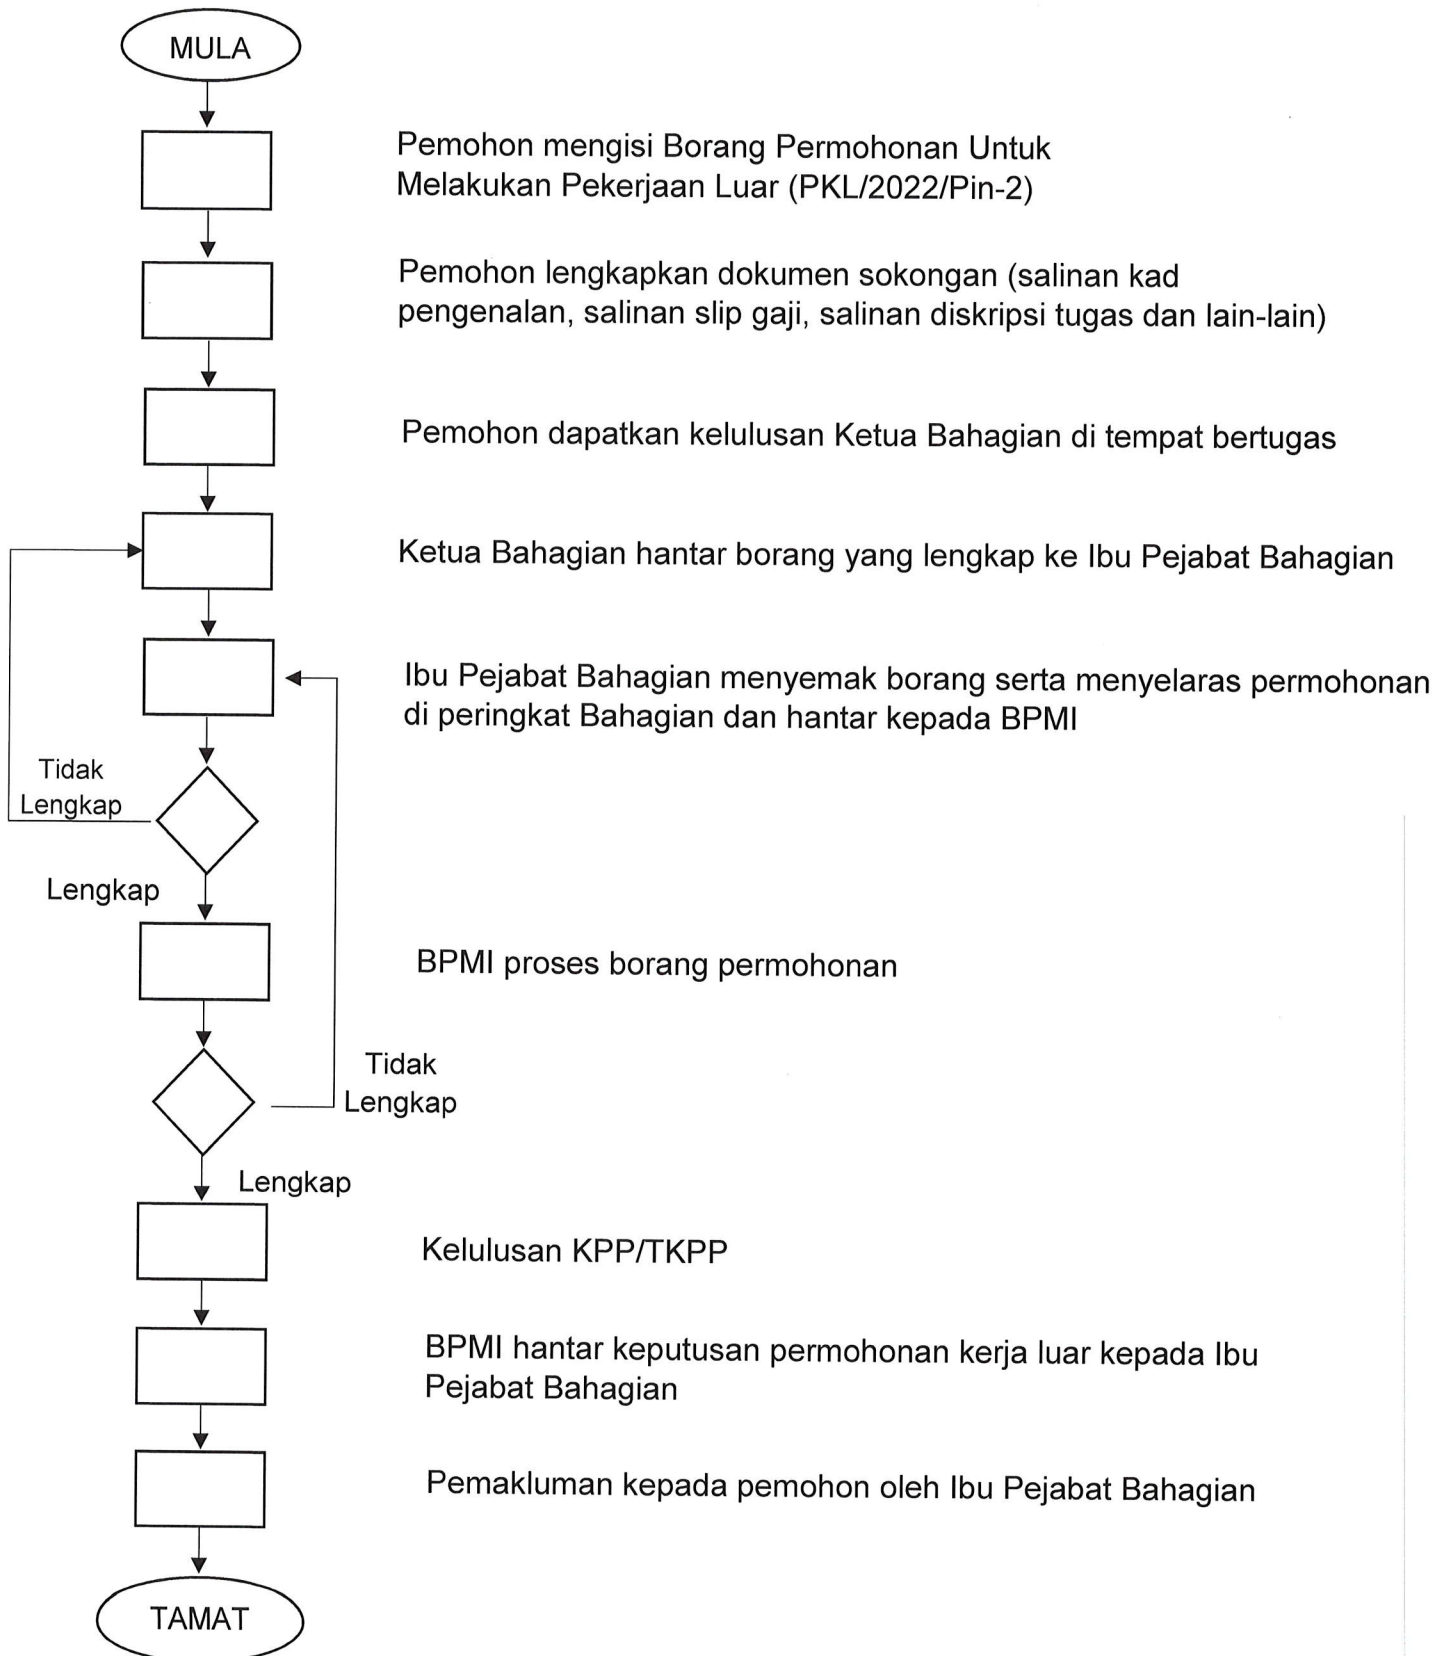 MULA
Pemohon mengisi Borang Permohonan Untuk
Melakukan Pekerjaan Luar (PKL/2022/Pin-2)
Pemohon lengkapkan dokumen sokongan (salinan kad
pengenalan, salinan slip gaji, salinan diskripsi tugas dan lain-lain)
Pemohon dapatkan kelulusan Ketua Bahagian di tempat bertugas
Ketua Bahagian hantar borang yang lengkap ke Ibu Pejabat Bahagian
Ibu Pejabat Bahagian menyemak borang serta menyelaras permohonan
di peringkat Bahagian dan hantar kepada BPMI
Tidak
Lengkap
Lengkap
BPMI proses borang permohonan
Tidak
Lengkap
Lengkap
Kelulusan KPP/TKPP
BPMI hantar keputusan permohonan kerja luar kepada Ibu
Pejabat Bahagian
Pemakluman kepada pemohon oleh Ibu Pejabat Bahagian
TAMAT